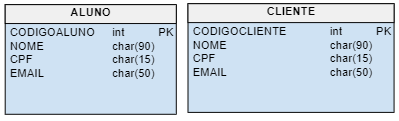 ALUNO
CODIGOALUNO int PK
NOME char(90)
CPF char(15)
EMAIL char(50)
CLIENTE
CODIGOCLIENTE int PK
NOME char(90)
CPF char(15)
EMAIL char(50)